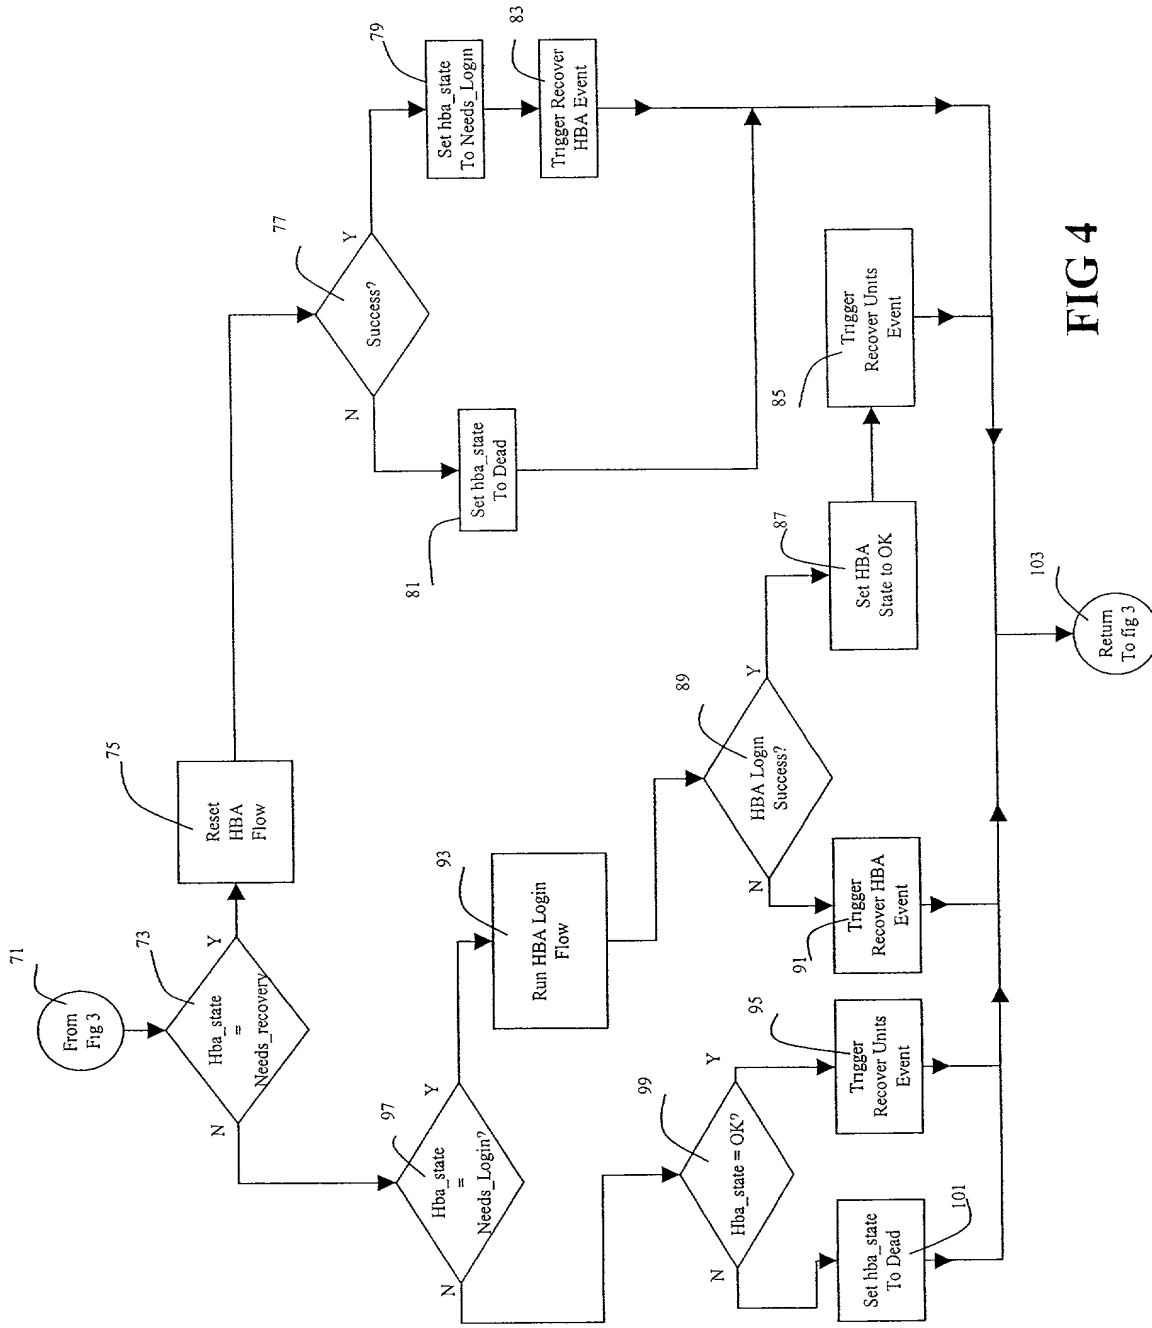 71
From
Fig 3
73
Hba_state
=
Needs_recovery
Y
N
75
Reset
HBA
Flow
77
Success?
Y
N
79
Set hba_state
To Needs_Login
83
Trigger Recover
HBA Event
81
Set hba_state
To Dead
97
Hba_state
=
Needs_Login?
Y
N
93
Run HBA Login
Flow
89
HBA Login
Success?
Y
N
87
Set HBA
State to OK
85
Trigger
Recover Units
Event
91
Trigger
Recover HBA
Event
99
Hba_state = OK?
Y
N
95
Trigger
Recover Units
Event
101
Set hba_state
To Dead
103
Return
To fig 3
FIG 4